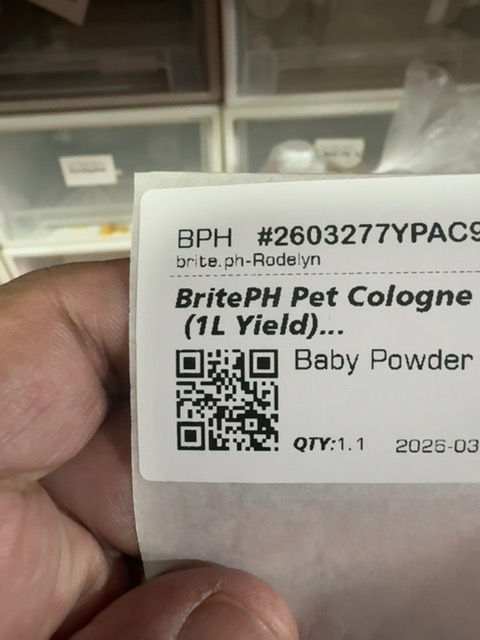 BPH #2603277YPAC9
brite.ph-Rodelyn
BritePH Pet Cologne
(1L Yield)...
Baby Powder
QTY:1.1 2026-03